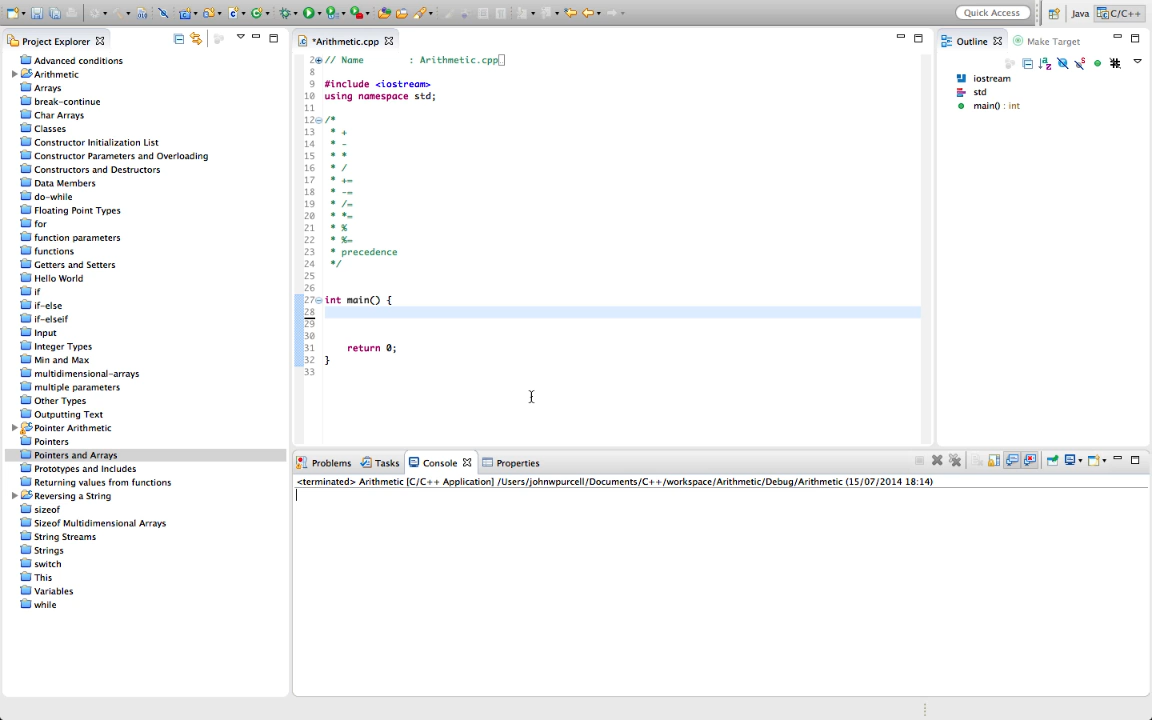 Quick Access
Java
C/C++
Project Explorer
Advanced conditions
Arithmetic
Arrays
break-continue
Char Arrays
Classes
Constructor Initialization List
Constructor Parameters and Overloading
Constructors and Destructors
Data Members
do-while
Floating Point Types
for
function parameters
functions
Getters and Setters
Hello World
if
if-else
if-elseif
Input
Integer Types
Min and Max
multidimensional-arrays
multiple parameters
Other Types
Outputting Text
Pointer Arithmetic
Pointers
Pointers and Arrays
Prototypes and Includes
Returning values from functions
Reversing a String
sizeof
Sizeof Multidimensional Arrays
String Streams
Strings
switch
This
Variables
while
*Arithmetic.cpp
2 // Name : Arithmetic.cpp
8
9 #include <iostream>
10 using namespace std;
11
12 /*
13 * +
14 * -
15 * *
16 * /
17 * +=
18 * -=
19 * /=
20 * *=
21 * %
22 * %=
23 * precedence
24 */
25
26
27 int main() {
28
29
30
31 return 0;
32 }
33
Outline
Make Target
iostream
std
main() : int
Problems
Tasks
Console
Properties
<terminated> Arithmetic [C/C++ Application] /Users/johnwpurcell/Documents/C++/workspace/Arithmetic/Debug/Arithmetic (15/07/2014 18:14)